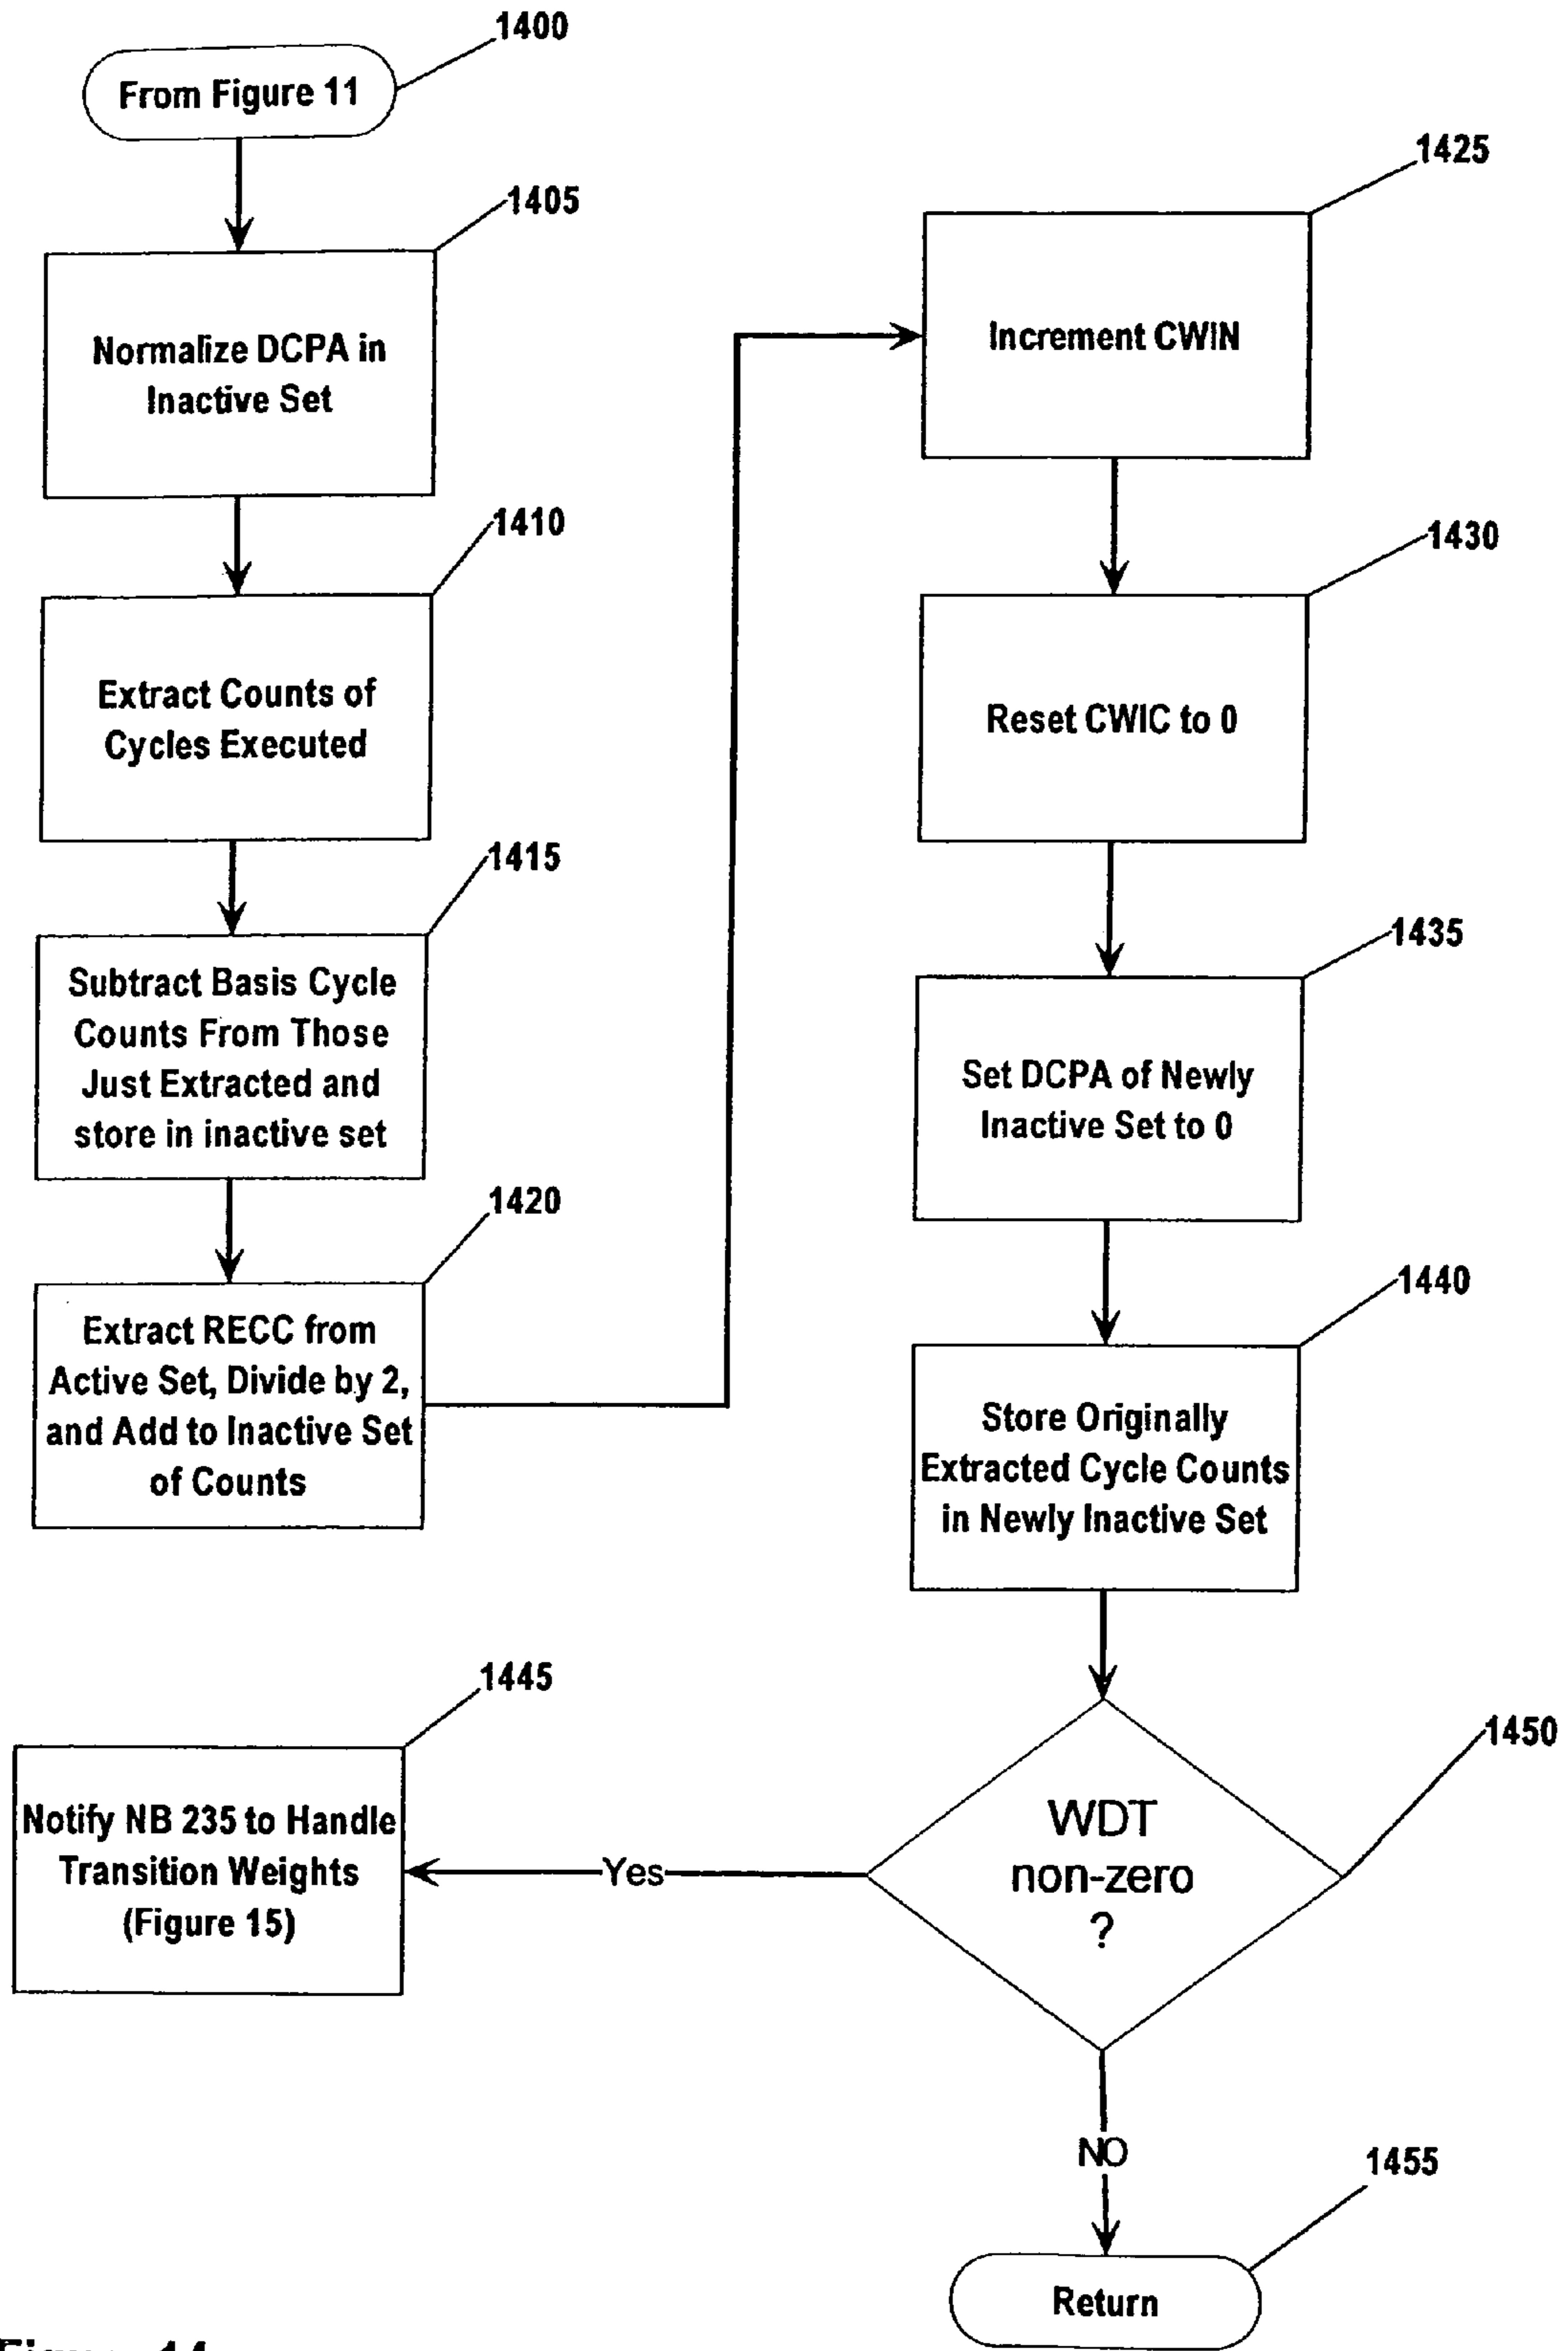 1400
From Figure 11
1405
Normalize DCPA in
Inactive Set
1410
Extract Counts of
Cycles Executed
1415
Subtract Basis Cycle
Counts From Those
Just Extracted and
store in inactive set
1420
Extract RECC from
Active Set, Divide by 2,
and Add to Inactive Set
of Counts
1425
Increment CWIN
1430
Reset CWIC to 0
1435
Set DCPA of Newly
Inactive Set to 0
1440
Store Originally
Extracted Cycle Counts
in Newly Inactive Set
1450
WDT
non-zero
?
Yes
1445
Notify NB 235 to Handle
Transition Weights
(Figure 15)
NO
1455
Return